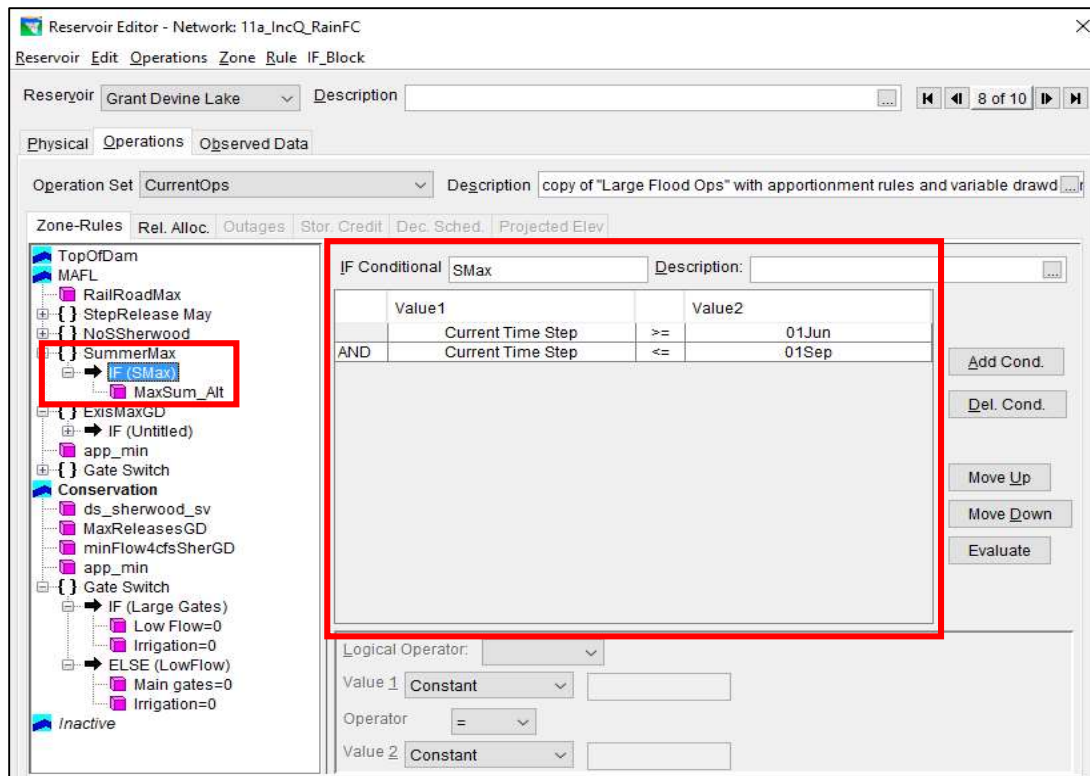 Reservoir Editor - Network: 11a_IncQ_RainFC
Reservoir Edit Operations Zone Rule IF_Block
Reservoir Grant Devine Lake Description ... 8 of 10
Physical Operations Observed Data
Operation Set CurrentOps Description copy of "Large Flood Ops" with apportionment rules and variable drawd ...
Zone-Rules Rel. Alloc. Outages Stor. Credit Dec. Sched. Projected Elev
TopOfDam
MAFL
RailRoadMax
{ } StepRelease May
{ } NoSSherwood
{ } SummerMax
IF (SMax)
MaxSum_Alt
{ } ExisMaxGD
IF (Untitled)
app_min
{ } Gate Switch
Conservation
ds_sherwood_sv
MaxReleasesGD
minFlow4cfsSherGD
app_min
{ } Gate Switch
IF (Large Gates)
Low Flow=0
Irrigation=0
ELSE (LowFlow)
Main gates=0
Irrigation=0
Inactive
IF Conditional SMax Description: ...
Value1 Value2
Current Time Step >= 01Jun
AND Current Time Step <= 01Sep
Add Cond.
Del. Cond.
Move Up
Move Down
Evaluate
Logical Operator:
Value 1 Constant
Operator =
Value 2 Constant